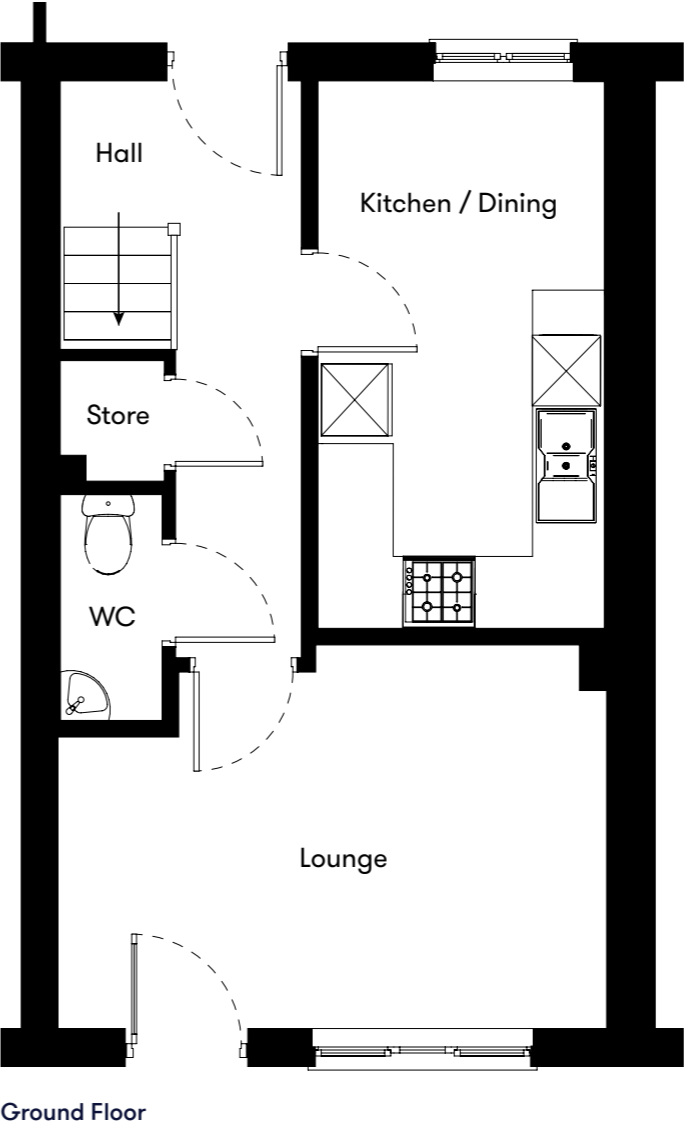 Hall
Kitchen / Dining
Store
WC
Lounge
Ground Floor